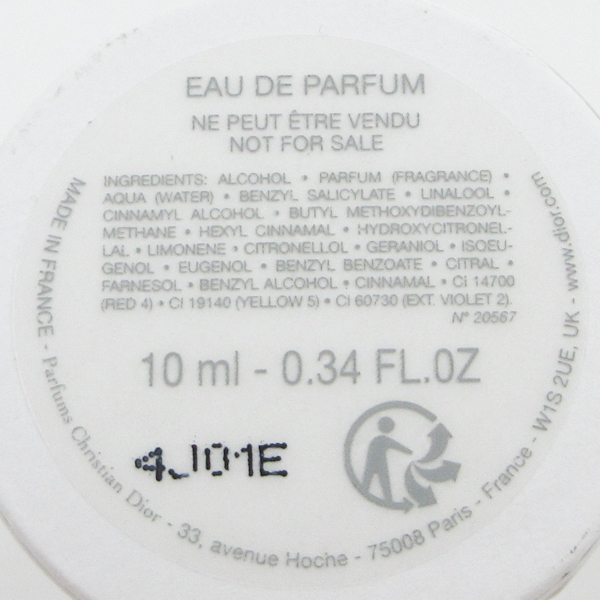 EAU DE PARFUM
NE PEUT ÊTRE VENDU
NOT FOR SALE
INGREDIENTS: ALCOHOL • PARFUM (FRAGRANCE) •
AQUA (WATER) • BENZYL SALICYLATE • LINALOOL •
CINNAMYL ALCOHOL • BUTYL METHOXYDIBENZOYL-
METHANE • HEXYL CINNAMAL • HYDROXYCITRONEL-
LAL • LIMONENE • CITRONELLOL • GERANIOL • ISOEU-
GENOL • EUGENOL • BENZYL BENZOATE • CITRAL •
FARNESOL • BENZYL ALCOHOL • CINNAMAL • CI 14700
(RED 4) • CI 19140 (YELLOW 5) • CI 60730 (EXT. VIOLET 2).
N° 20567
10 ml - 0.34 FL.OZ
4J01E
MADE IN FRANCE - Parfums Christian Dior - 33, avenue Hoche - 75008 Paris - France - W1S 2UE, UK - www.dior.com